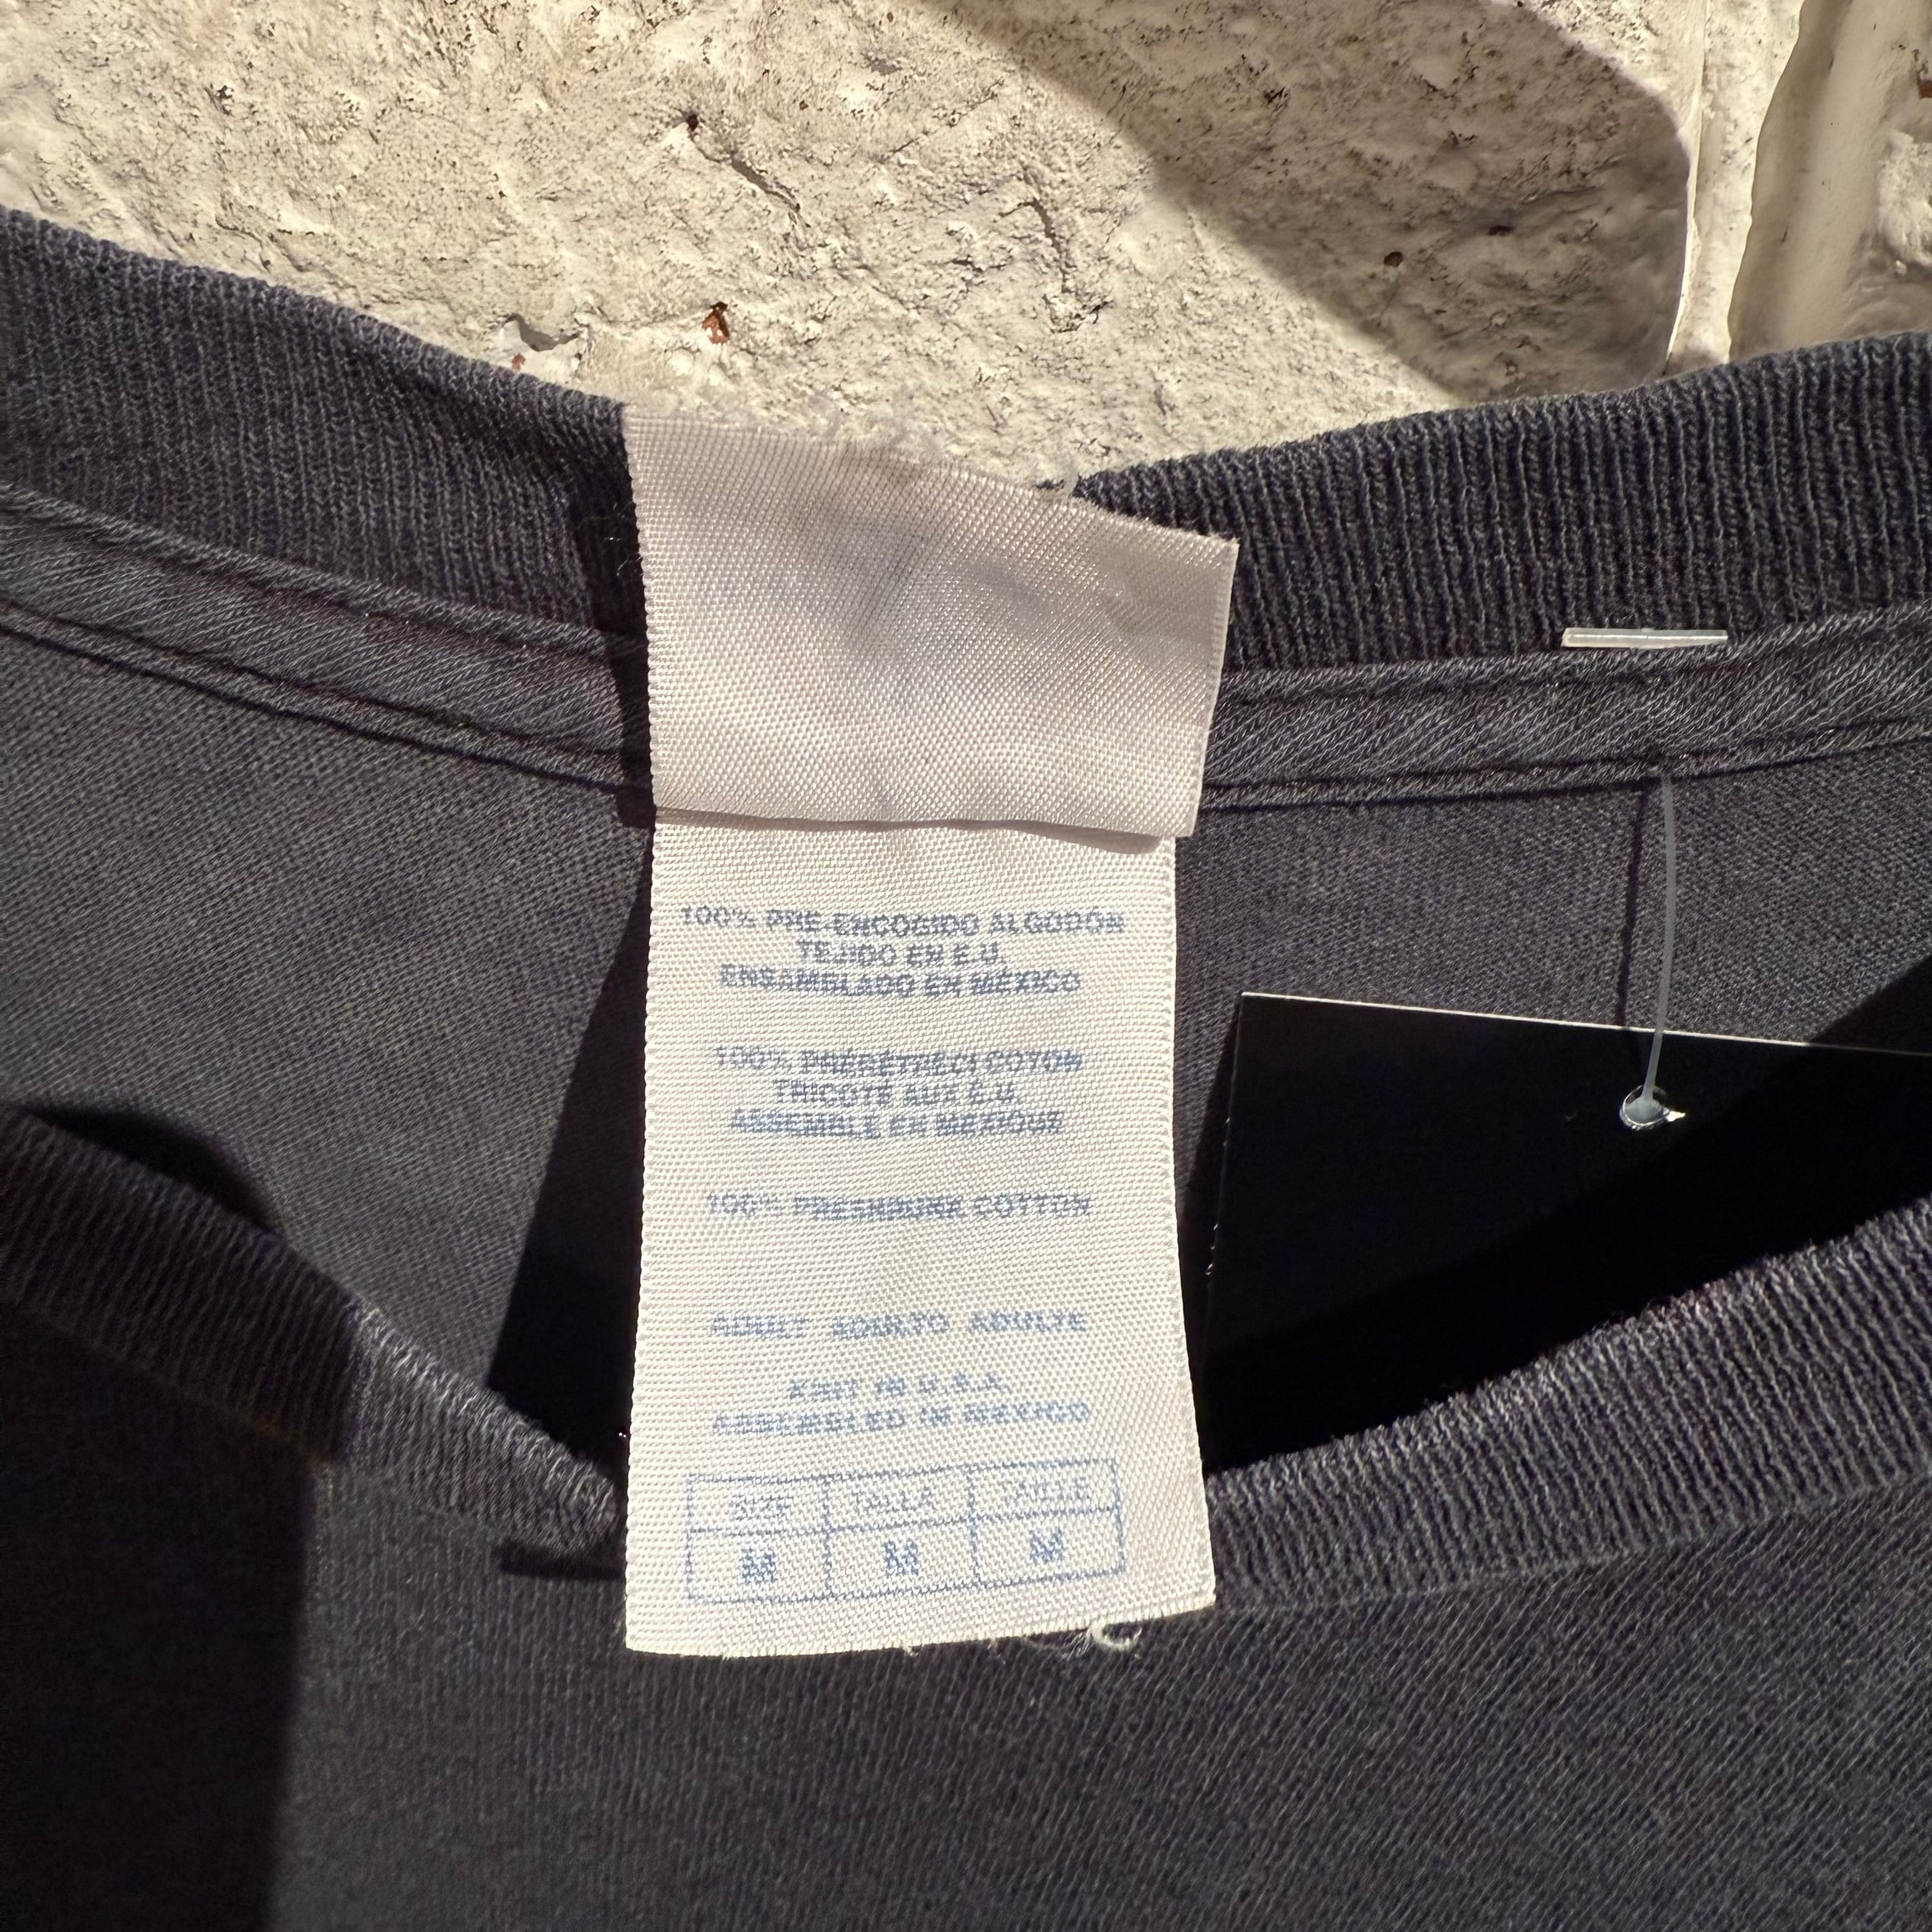 100% PRE-ENCOGIDO ALGODÓN
TEJIDO EN E.U.
ENSAMBLADO EN MÉXICO
100% PRÉRÉTRÉCI COTON
TRICOTÉ AUX É.U.
ASSEMBLÉ EN MEXIQUE
100% PRESHRUNK COTTON
ADULT ADULTO ADULTE
KNIT IN U.S.A.
ASSEMBLED IN MEXICO
SIZE TALLA TAILLE
M M M